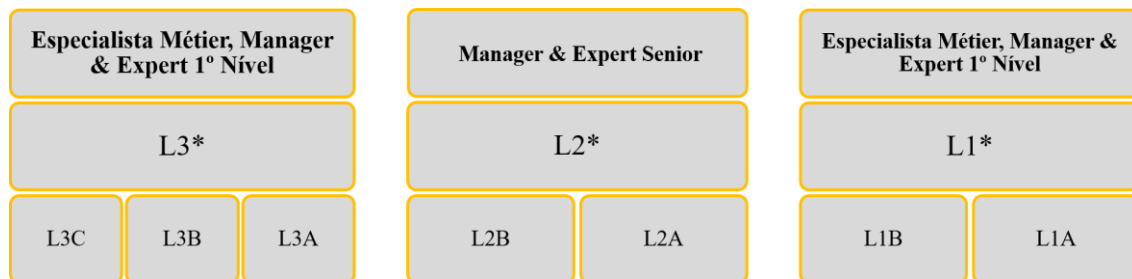 Especialista Métier, Manager
& Expert 1º Nível
L3*
L3C
L3B
L3A
Manager & Expert Senior
L2*
L2B
L2A
Especialista Métier, Manager &
Expert 1º Nível
L1*
L1B
L1A